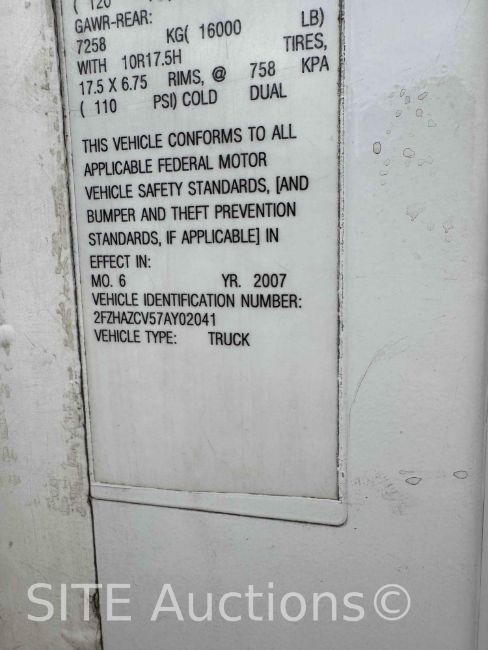 ( 120
GAWR-REAR:
7258 KG( 16000 LB)
WITH 10R17.5H TIRES,
17.5 X 6.75 RIMS, @ 758 KPA
( 110 PSI) COLD DUAL
THIS VEHICLE CONFORMS TO ALL
APPLICABLE FEDERAL MOTOR
VEHICLE SAFETY STANDARDS, [AND
BUMPER AND THEFT PREVENTION
STANDARDS, IF APPLICABLE] IN
EFFECT IN:
MO. 6 YR. 2007
VEHICLE IDENTIFICATION NUMBER:
2FZHAZCV57AY02041
VEHICLE TYPE: TRUCK
SITE Auctions©